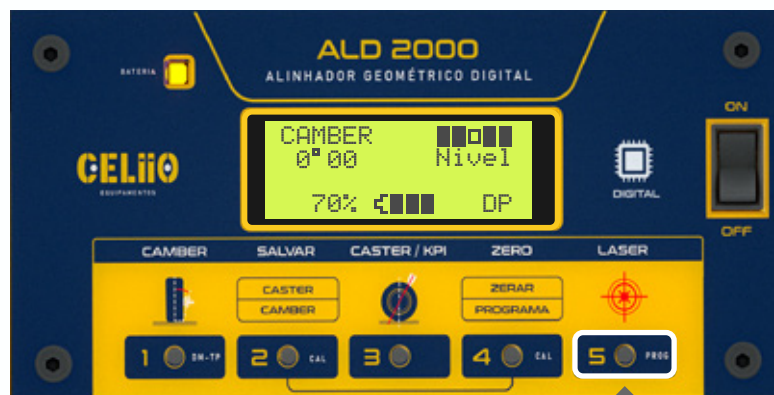 ALD 2000
ALINHADOR GEOMÉTRICO DIGITAL
BATERIA
ON
CAMBER
0°00
Nivel
70%
DP
CELiiO
EQUIPAMENTOS
DIGITAL
OFF
CAMBER SALVAR CASTER / KPI ZERO LASER
CASTER
CAMBER
ZERAR
PROGRAMA
1 DM-TP
2 CAL
3
4 CAL
5 PROG